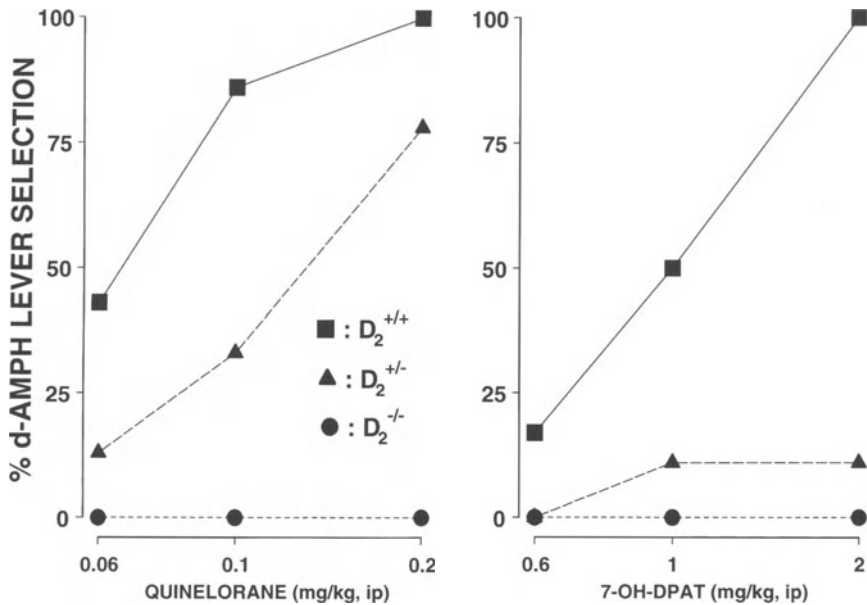 % d-AMPH LEVER SELECTION
100
75
50
25
0
0.06 0.1 0.2
QUINELORANE (mg/kg, ip)
■ : D₂⁺/⁺
▲ : D₂⁺/⁻
● : D₂⁻/⁻
100
75
50
25
0
0.6 1 2
7-OH-DPAT (mg/kg, ip)